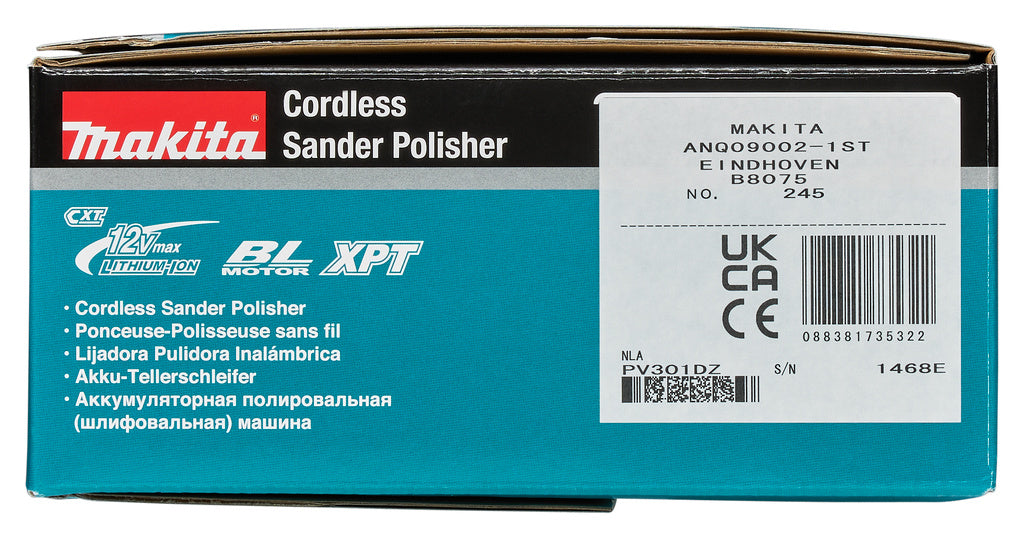 makita®
Cordless
Sander Polisher
CXT
12Vmax
LITHIUM-ION
BL
MOTOR
XPT
• Cordless Sander Polisher
• Ponceuse-Polisseuse sans fil
• Lijadora Pulidora Inalámbrica
• Akku-Tellerschleifer
• Аккумуляторная полировальная
(шлифовальная) машина
MAKITA
ANQ09002-1ST
EINDHOVEN
B8075
NO. 245
UK
CA
CE
088381735322
NLA
PV301DZ S/N 1468E